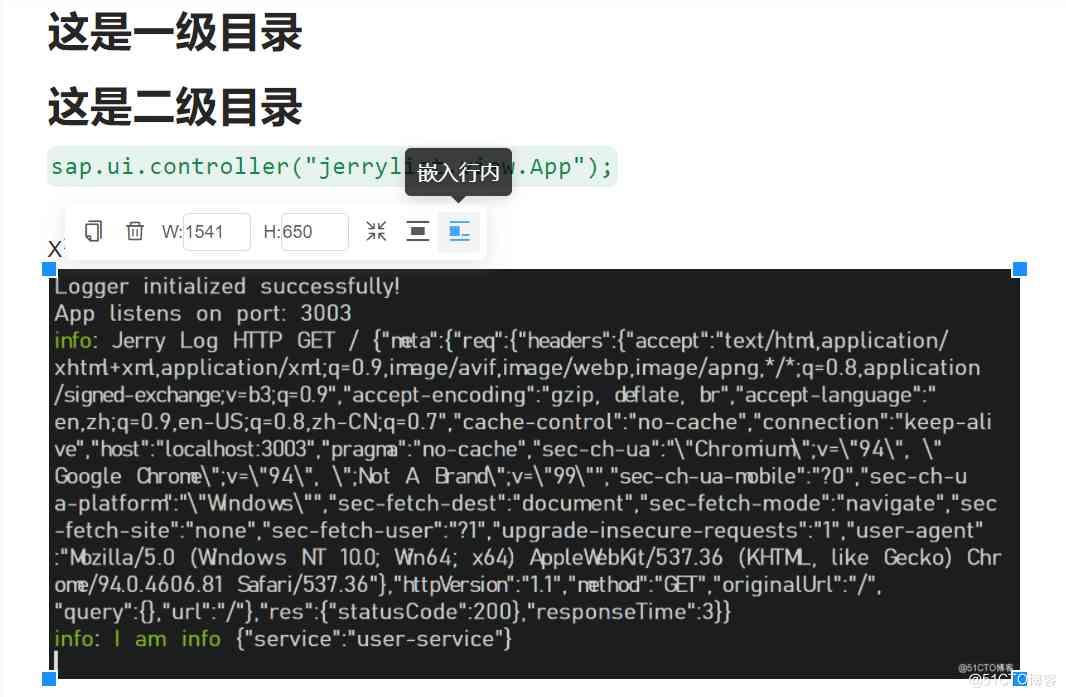 这是一级目录
这是二级目录
sap.ui.controller("jerrylist.view.App");
嵌入行内
W: 1541 H: 650
X
Logger initialized successfully!
App listens on port: 3003
info: Jerry Log HTTP GET / {"meta":{"req":{"headers":{"accept":"text/html,application/
xhtml+xml,application/xml;q=0.9,image/avif,image/webp,image/apng,*/*;q=0.8,application
/signed-exchange;v=b3;q=0.9","accept-encoding":"gzip, deflate, br","accept-language":"
en,zh;q=0.9,en-US;q=0.8,zh-CN;q=0.7","cache-control":"no-cache","connection":"keep-ali
ve","host":"localhost:3003","pragma":"no-cache","sec-ch-ua":"\"Chromium\";v=\"94\", \"
Google Chrome\";v=\"94\", \";Not A Brand\";v=\"99\"","sec-ch-ua-mobile":"?0","sec-ch-u
a-platform":"\"Windows\"","sec-fetch-dest":"document","sec-fetch-mode":"navigate","sec
-fetch-site":"none","sec-fetch-user":"?1","upgrade-insecure-requests":"1","user-agent"
:"Mozilla/5.0 (Windows NT 10.0; Win64; x64) AppleWebKit/537.36 (KHTML, like Gecko) Chr
ome/94.0.4606.81 Safari/537.36"},"httpVersion":"1.1","method":"GET","originalUrl":"/",
"query":{},"url":"/"},"res":{"statusCode":200},"responseTime":3}}
info: I am info {"service":"user-service"}
@51CTO博客
@51CTO博客